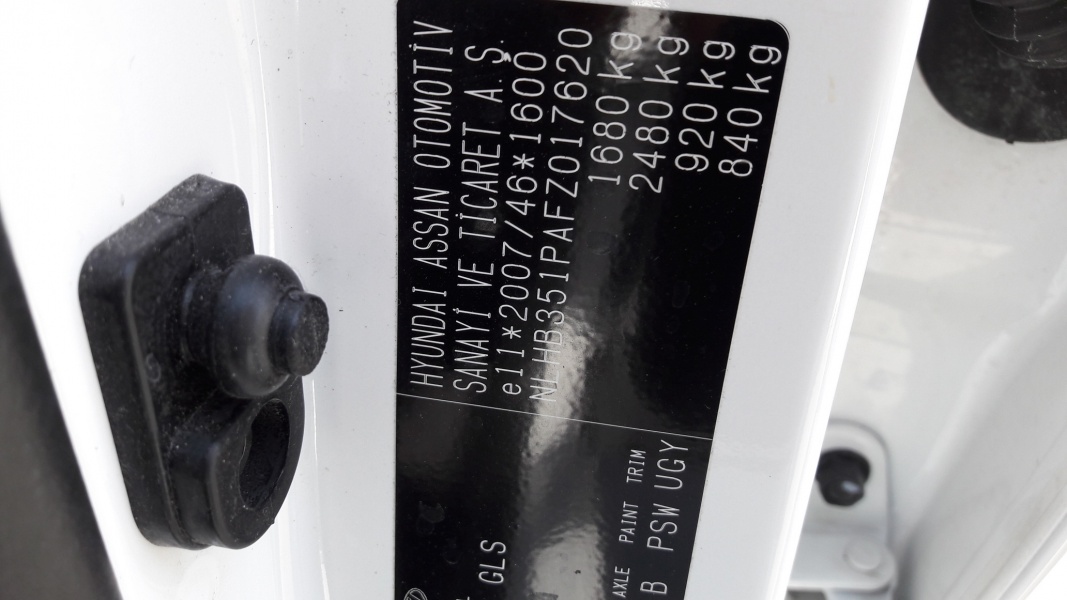 HYUNDAI ASSAN OTOMOTİV
SANAYİ VE TİCARET A.Ş.
e11*2007/46*1600
NLHB351PAFZ017620
1680 kg
2480 kg
920 kg
840 kg
GLS
AXLE PAINT TRIM
B PSW UGY